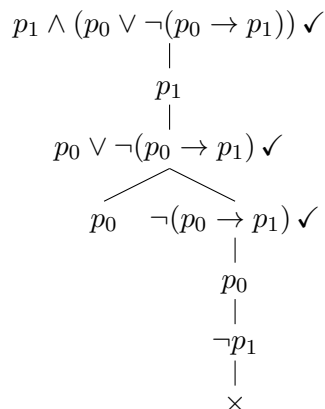 p₁ ∧ (p₀ ∨ ¬(p₀ → p₁)) ✓
p₁
p₀ ∨ ¬(p₀ → p₁) ✓
p₀ ¬(p₀ → p₁) ✓
p₀
¬p₁
×